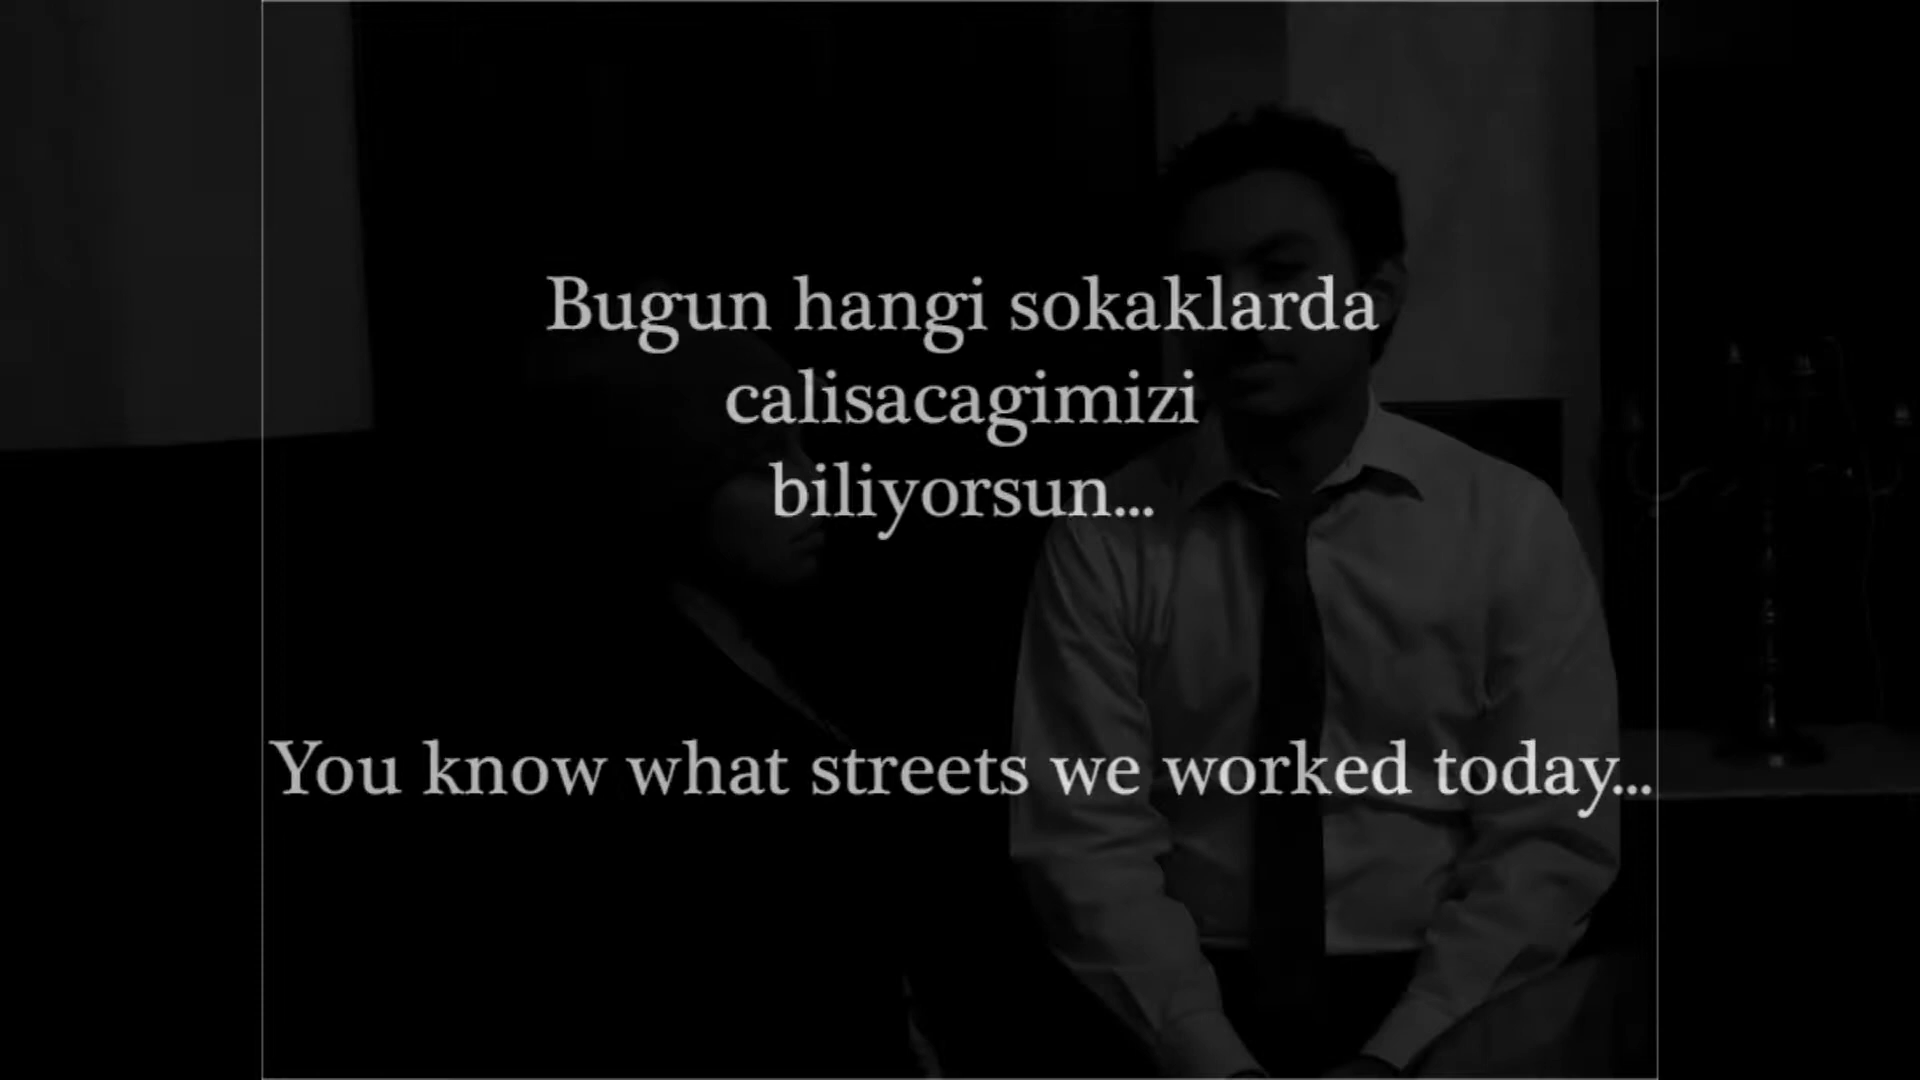 Bugun hangi sokaklarda
calisacagimizi
biliyorsun...
You know what streets we worked today...